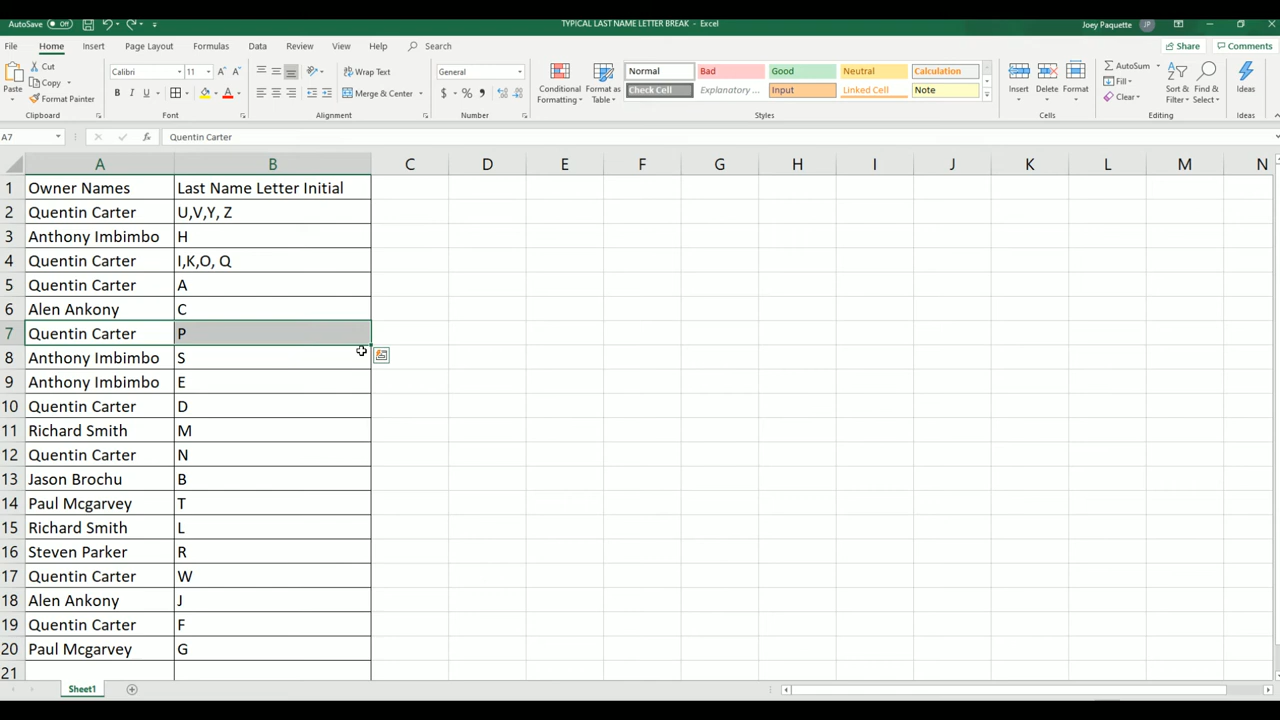 AutoSave Off
TYPICAL LAST NAME LETTER BREAK - Excel
Joey Paquette JP
File Home Insert Page Layout Formulas Data Review View Help Search Share Comments
Paste Cut Copy Format Painter
Calibri 11 A A
B I U A
Wrap Text
Merge & Center
General
$ % 9
Conditional Formatting
Format as Table
Normal Bad Good Neutral Calculation
Check Cell Explanatory ... Input Linked Cell Note
Insert Delete Format
AutoSum
Fill
Clear
Sort & Filter
Find & Select
Ideas
Clipboard Font Alignment Number Styles Cells Editing Ideas
A7 fx Quentin Carter
A B C D E F G H I J K L M N
1 Owner Names Last Name Letter Initial
2 Quentin Carter U,V,Y, Z
3 Anthony Imbimbo H
4 Quentin Carter I,K,O, Q
5 Quentin Carter A
6 Alen Ankony C
7 Quentin Carter P
8 Anthony Imbimbo S
9 Anthony Imbimbo E
10 Quentin Carter D
11 Richard Smith M
12 Quentin Carter N
13 Jason Brochu B
14 Paul Mcgarvey T
15 Richard Smith L
16 Steven Parker R
17 Quentin Carter W
18 Alen Ankony J
19 Quentin Carter F
20 Paul Mcgarvey G
21
Sheet1